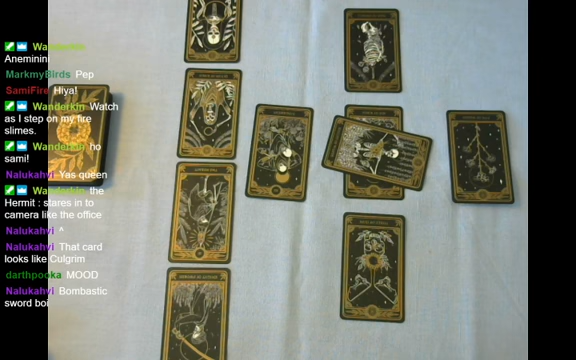 Wanderkin
Aneminini
MarkmyBirds Pep
SamiFire Hiya!
Wanderkin Watch
as I step on my fire
slimes.
Wanderkin ho
sami!
Nalukahvi Yas queen
Wanderkin the
Hermit : stares in to
camera like the office
Nalukahvi ^
Nalukahvi That card
looks like Culgrim
darthpooka MOOD
Nalukahvi Bombastic
sword boi